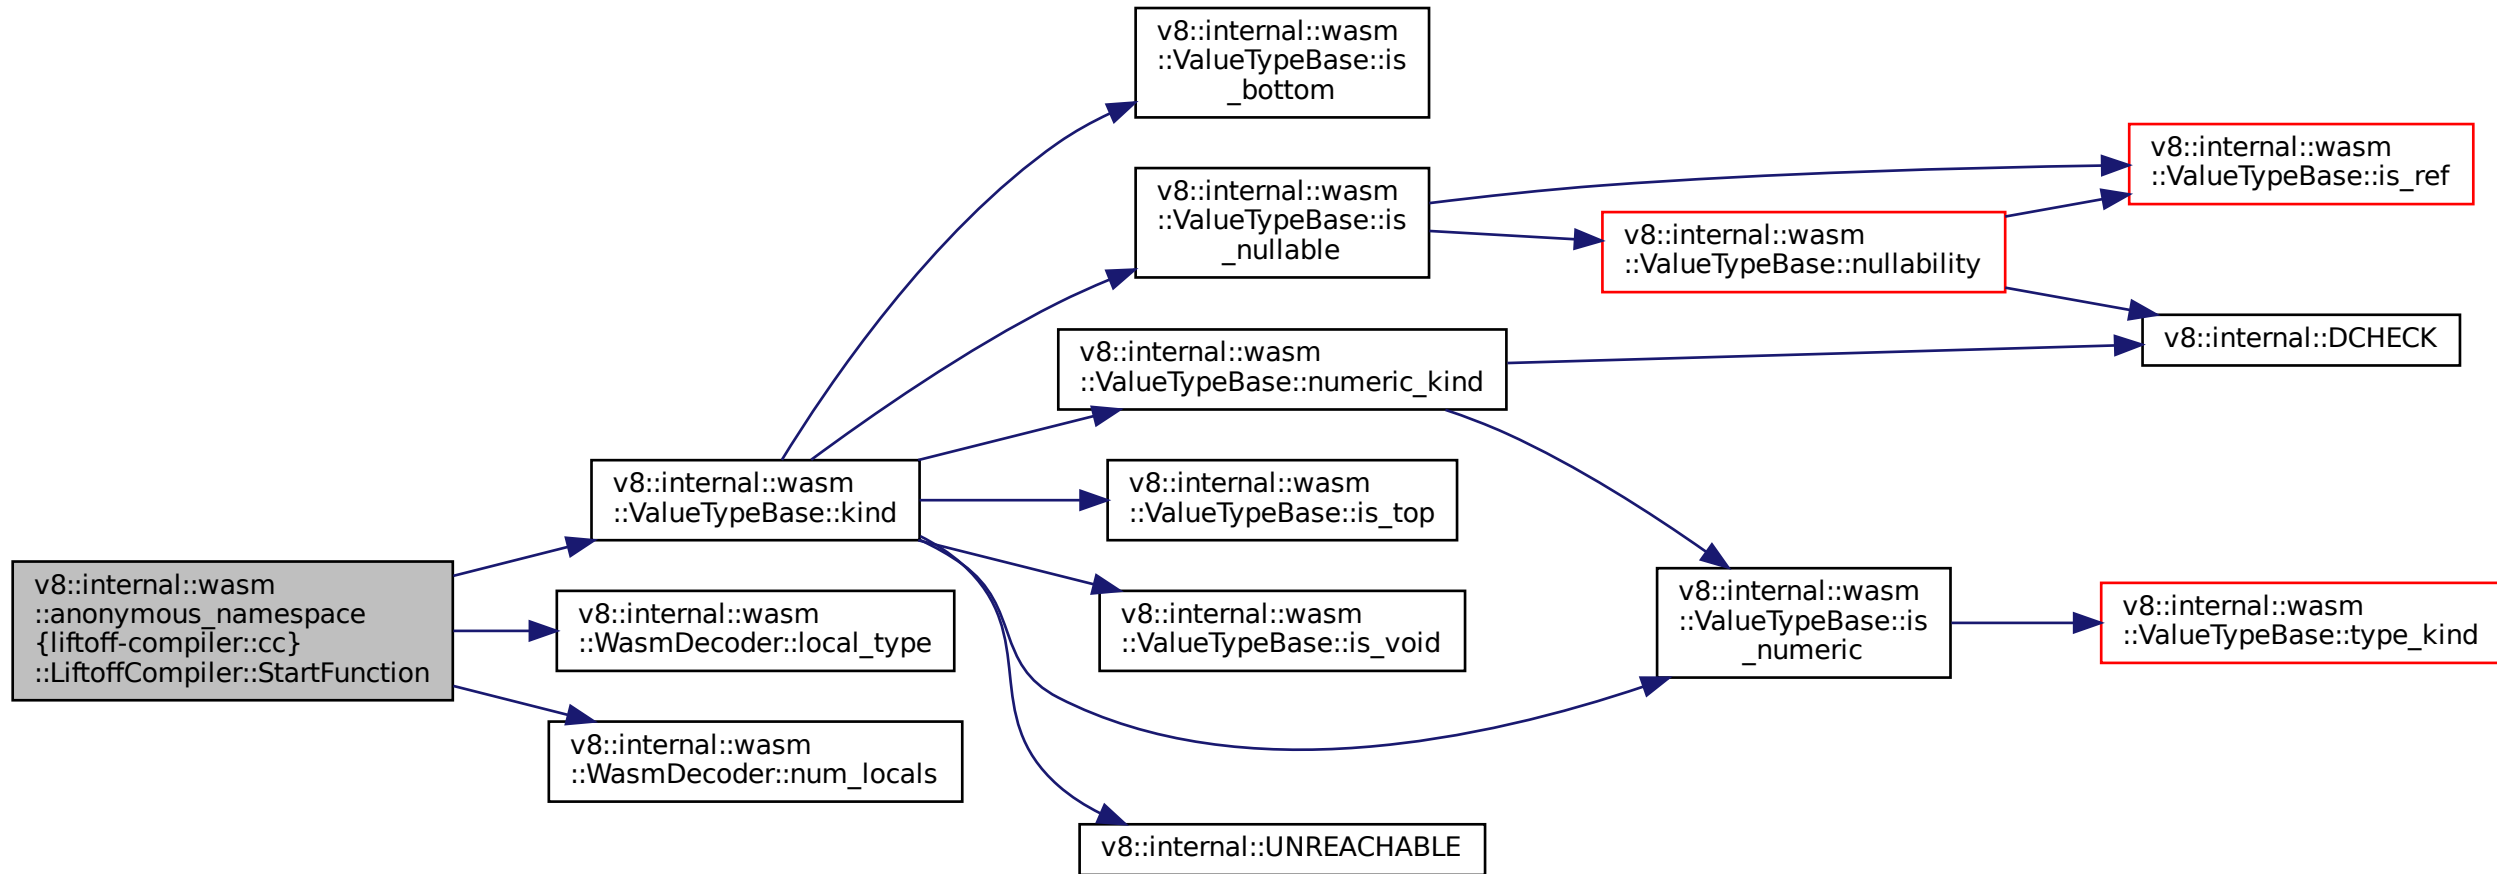 v8::internal::wasm
::anonymous_namespace
{liftoff-compiler::cc}
::LiftoffCompiler::StartFunction
v8::internal::wasm
::ValueTypeBase::kind
v8::internal::wasm
::WasmDecoder::local_type
v8::internal::wasm
::WasmDecoder::num_locals
v8::internal::wasm
::ValueTypeBase::is
_bottom
v8::internal::wasm
::ValueTypeBase::is
_nullable
v8::internal::wasm
::ValueTypeBase::numeric_kind
v8::internal::wasm
::ValueTypeBase::is_top
v8::internal::wasm
::ValueTypeBase::is_void
v8::internal::UNREACHABLE
v8::internal::wasm
::ValueTypeBase::nullability
v8::internal::wasm
::ValueTypeBase::is
_numeric
v8::internal::wasm
::ValueTypeBase::is_ref
v8::internal::DCHECK
v8::internal::wasm
::ValueTypeBase::type_kind